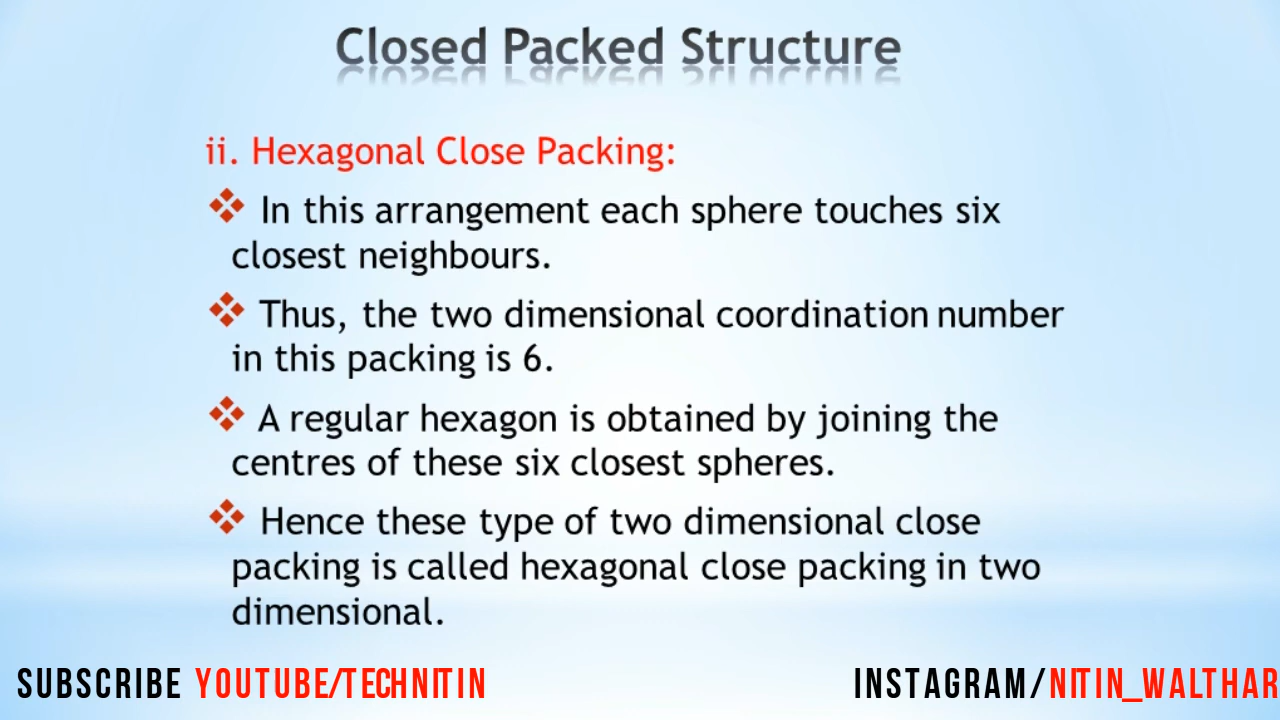 Closed Packed Structure
ii. Hexagonal Close Packing:
❖ In this arrangement each sphere touches six
closest neighbours.
❖ Thus, the two dimensional coordination number
in this packing is 6.
❖ A regular hexagon is obtained by joining the
centres of these six closest spheres.
❖ Hence these type of two dimensional close
packing is called hexagonal close packing in two
dimensional.
SUBSCRIBE YOUTUBE/TECHNITIN
INSTAGRAM/NITIN_WALTHAR